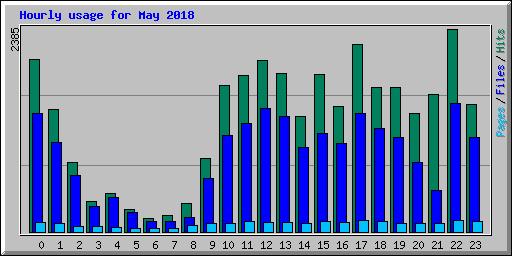 Hourly usage for May 2018
2385
Pages/Files/Hits
0 1 2 3 4 5 6 7 8 9 10 11 12 13 14 15 16 17 18 19 20 21 22 23